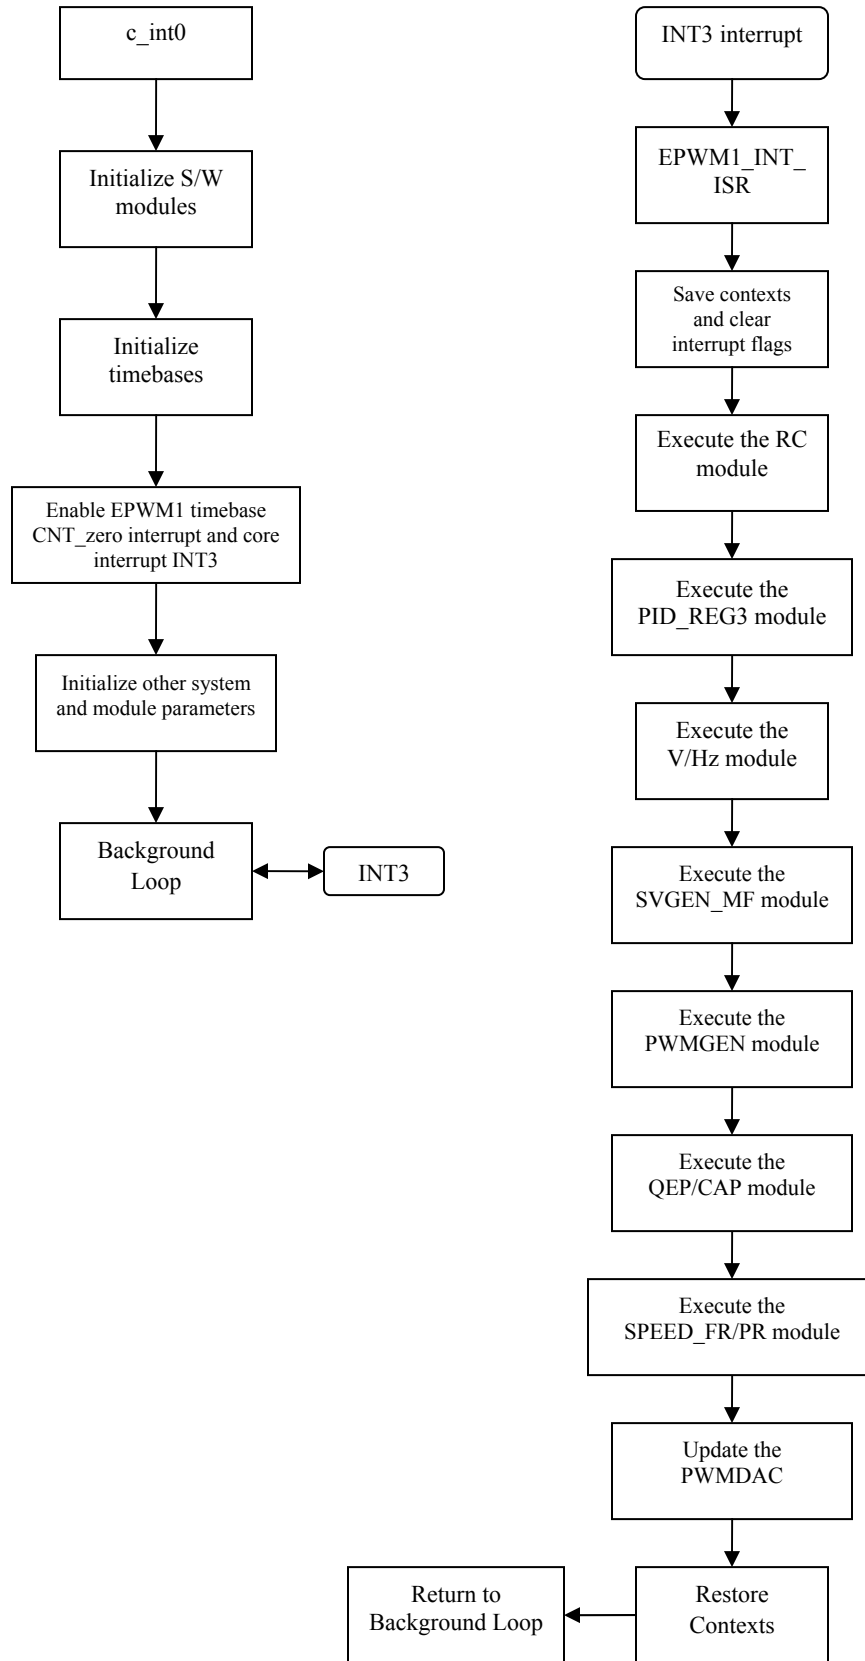 c_int0
Initialize S/W
modules
Initialize
timebases
Enable EPWM1 timebase
CNT_zero interrupt and core
interrupt INT3
Initialize other system
and module parameters
Background
Loop
INT3
INT3 interrupt
EPWM1_INT_
ISR
Save contexts
and clear
interrupt flags
Execute the RC
module
Execute the
PID_REG3 module
Execute the
V/Hz module
Execute the
SVGEN_MF module
Execute the
PWMGEN module
Execute the
QEP/CAP module
Execute the
SPEED_FR/PR module
Update the
PWMDAC
Restore
Contexts
Return to
Background Loop